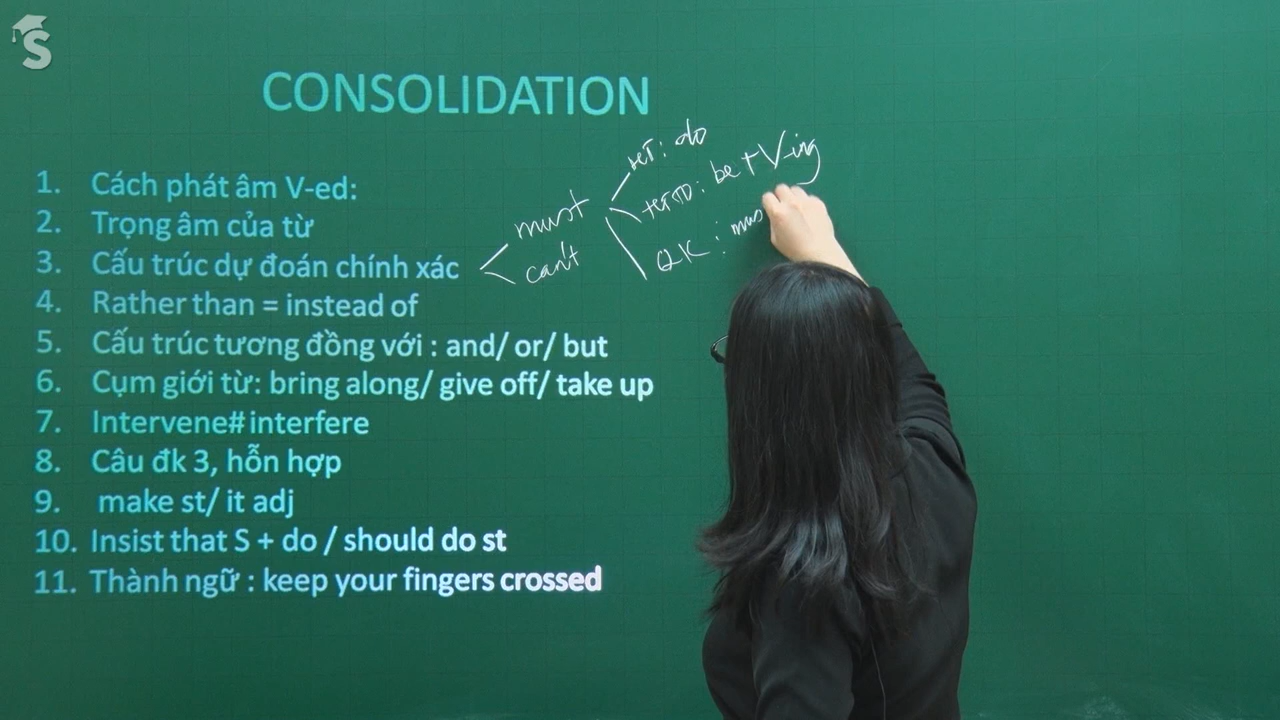 S
CONSOLIDATION
1. Cách phát âm V-ed:
2. Trọng âm của từ
3. Cấu trúc dự đoán chính xác
4. Rather than = instead of
5. Cấu trúc tương đồng với : and/ or/ but
6. Cụm giới từ: bring along/ give off/ take up
7. Intervene# interfere
8. Câu đk 3, hỗn hợp
9. make st/ it adj
10. Insist that S + do / should do st
11. Thành ngữ : keep your fingers crossed
must
can't
: do
: be + V-ing
QK : mus